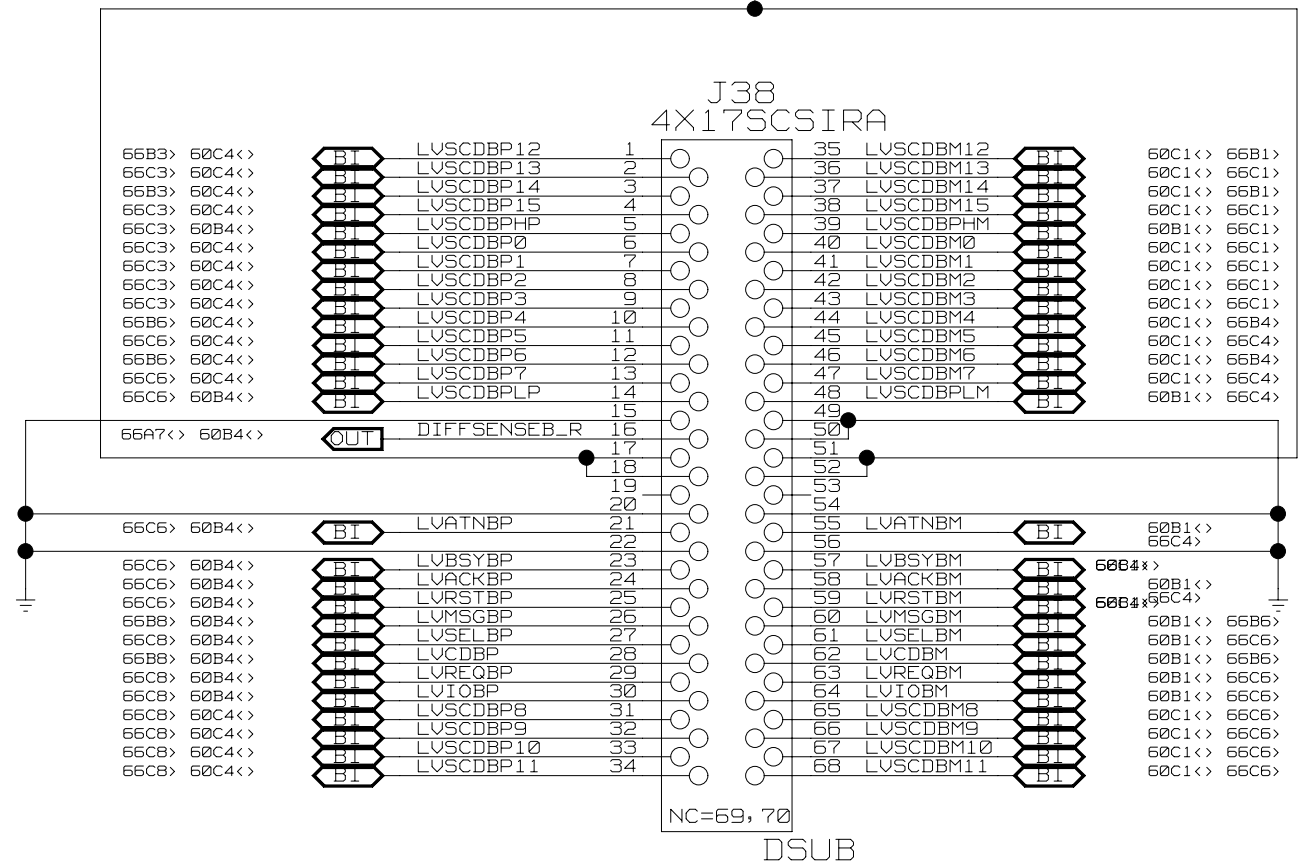 J38
4X17SCSIRA
66B3> 60C4<> BI LVSCDBP12 1 35 LVSCDBM12 BI 60C1<> 66B1>
66C3> 60C4<> BI LVSCDBP13 2 36 LVSCDBM13 BI 60C1<> 66C1>
66B3> 60C4<> BI LVSCDBP14 3 37 LVSCDBM14 BI 60C1<> 66B1>
66C3> 60C4<> BI LVSCDBP15 4 38 LVSCDBM15 BI 60C1<> 66C1>
66C3> 60B4<> BI LVSCDBPHP 5 39 LVSCDBPHM BI 60B1<> 66C1>
66C3> 60C4<> BI LVSCDBP0 6 40 LVSCDBM0 BI 60C1<> 66C1>
66C3> 60C4<> BI LVSCDBP1 7 41 LVSCDBM1 BI 60C1<> 66C1>
66C3> 60C4<> BI LVSCDBP2 8 42 LVSCDBM2 BI 60C1<> 66C1>
66C3> 60C4<> BI LVSCDBP3 9 43 LVSCDBM3 BI 60C1<> 66C1>
66B6> 60C4<> BI LVSCDBP4 10 44 LVSCDBM4 BI 60C1<> 66B4>
66C6> 60C4<> BI LVSCDBP5 11 45 LVSCDBM5 BI 60C1<> 66C4>
66B6> 60C4<> BI LVSCDBP6 12 46 LVSCDBM6 BI 60C1<> 66B4>
66C6> 60C4<> BI LVSCDBP7 13 47 LVSCDBM7 BI 60C1<> 66C4>
66C6> 60B4<> BI LVSCDBPLP 14 48 LVSCDBPLM BI 60B1<> 66C4>
15 49
66A7<> 60B4<> OUT DIFFSENSEB_R 16 50
17 51
18 52
19 53
20 54
66C6> 60B4<> BI LVATNBP 21 55 LVATNBM BI 60B1<>
66C4>
22 56
66C6> 60B4<> BI LVBSYBP 23 57 LVBSYBM BI
66C6> 60B4<> BI LVACKBP 24 58 LVACKBM BI 60B1<>
66C4>
66C6> 60B4<> BI LVRSTBP 25 59 LVRSTBM BI
66B8> 60B4<> BI LVMSGBP 26 60 LVMSGBM BI 60B1<> 66B6>
66C8> 60B4<> BI LVSELBP 27 61 LVSELBM BI 60B1<> 66C6>
66B8> 60B4<> BI LVCDBP 28 62 LVCDBM BI 60B1<> 66B6>
66C8> 60B4<> BI LVREQBP 29 63 LVREQBM BI 60B1<> 66C6>
66C8> 60B4<> BI LVIOBP 30 64 LVIOBM BI 60B1<> 66C6>
66C8> 60C4<> BI LVSCDBP8 31 65 LVSCDBM8 BI 60C1<> 66C6>
66C8> 60C4<> BI LVSCDBP9 32 66 LVSCDBM9 BI 60C1<> 66C6>
66C8> 60C4<> BI LVSCDBP10 33 67 LVSCDBM10 BI 60C1<> 66C6>
66C8> 60C4<> BI LVSCDBP11 34 68 LVSCDBM11 BI 60C1<> 66C6>
NC=69,70
DSUB